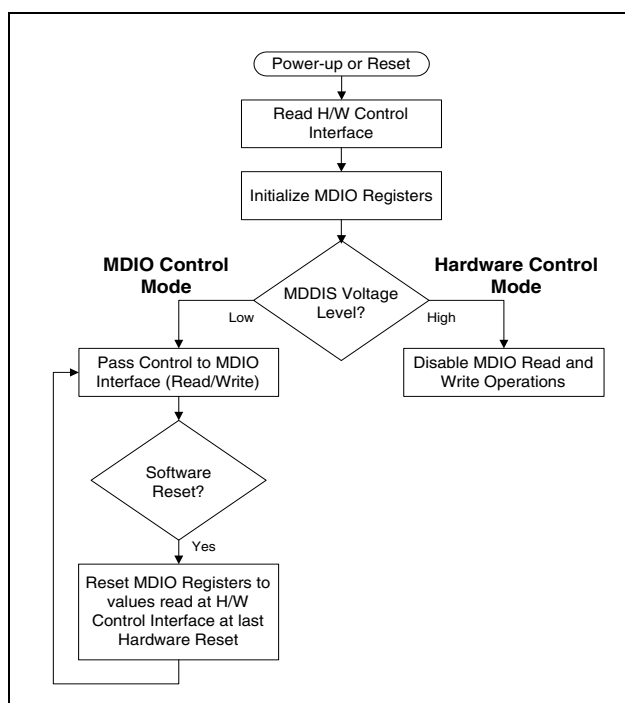 Power-up or Reset
Read H/W Control
Interface
Initialize MDIO Registers
MDIO Control
Mode
Hardware Control
Mode
MDDIS Voltage
Level?
Low
High
Pass Control to MDIO
Interface (Read/Write)
Disable MDIO Read and
Write Operations
Software
Reset?
Yes
Reset MDIO Registers to
values read at H/W
Control Interface at last
Hardware Reset